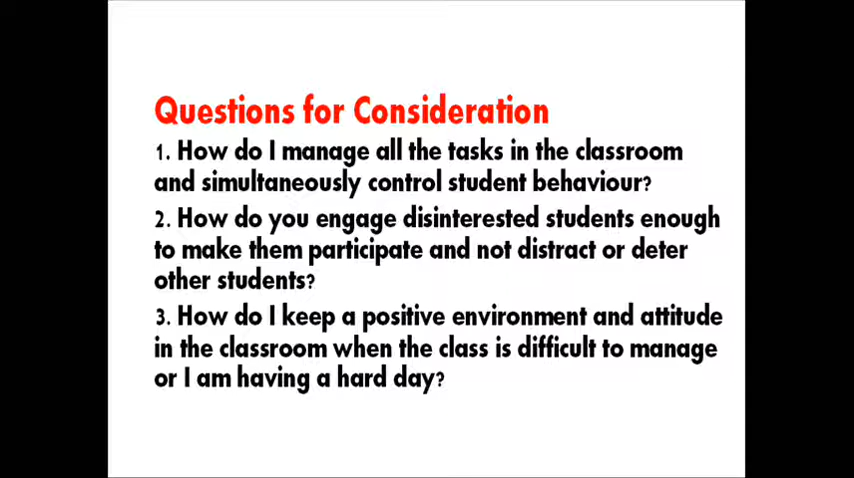 Questions for Consideration
1. How do I manage all the tasks in the classroom
and simultaneously control student behaviour?
2. How do you engage disinterested students enough
to make them participate and not distract or deter
other students?
3. How do I keep a positive environment and attitude
in the classroom when the class is difficult to manage
or I am having a hard day?